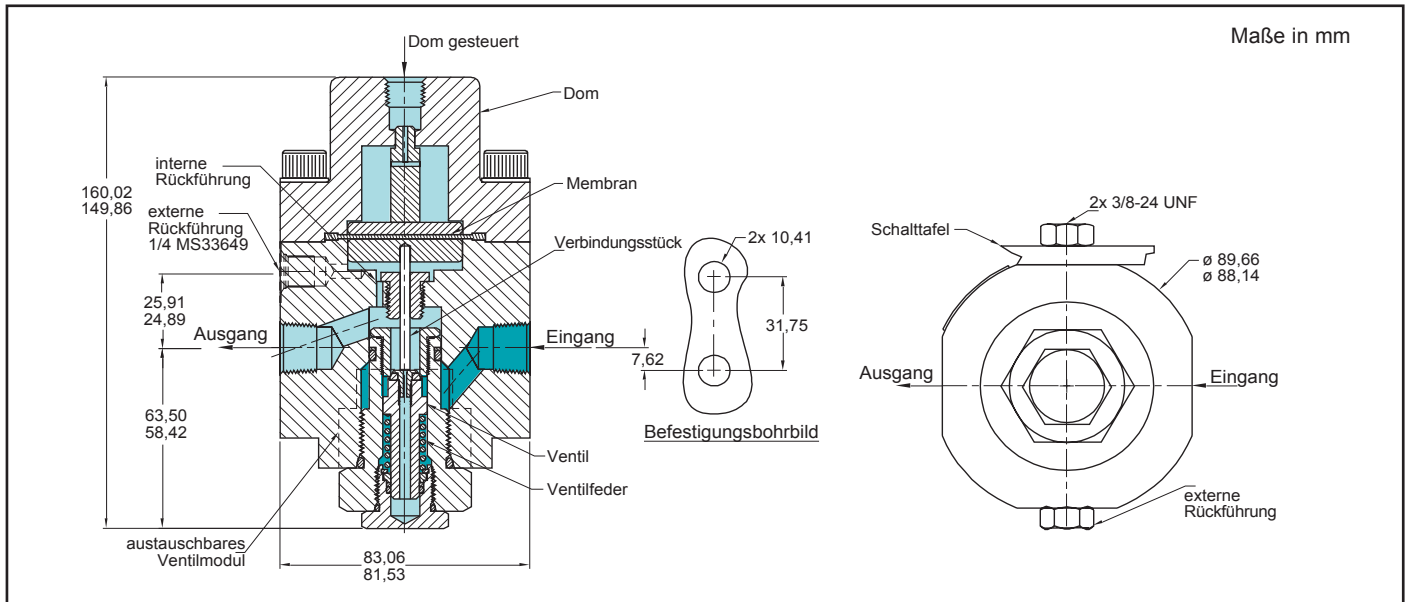 Maße in mm
Dom gesteuert
Dom
interne
Rückführung
160,02
149,86
Membran
externe
Rückführung
1/4 MS33649
Verbindungsstück
25,91
24,89
Ausgang
Eingang
63,50
58,42
Ventil
Ventilfeder
austauschbares
Ventilmodul
83,06
81,53
2x 10,41
31,75
7,62
Befestigungsbohrbild
2x 3/8-24 UNF
Schalttafel
ø 89,66
ø 88,14
Ausgang
Eingang
externe
Rückführung